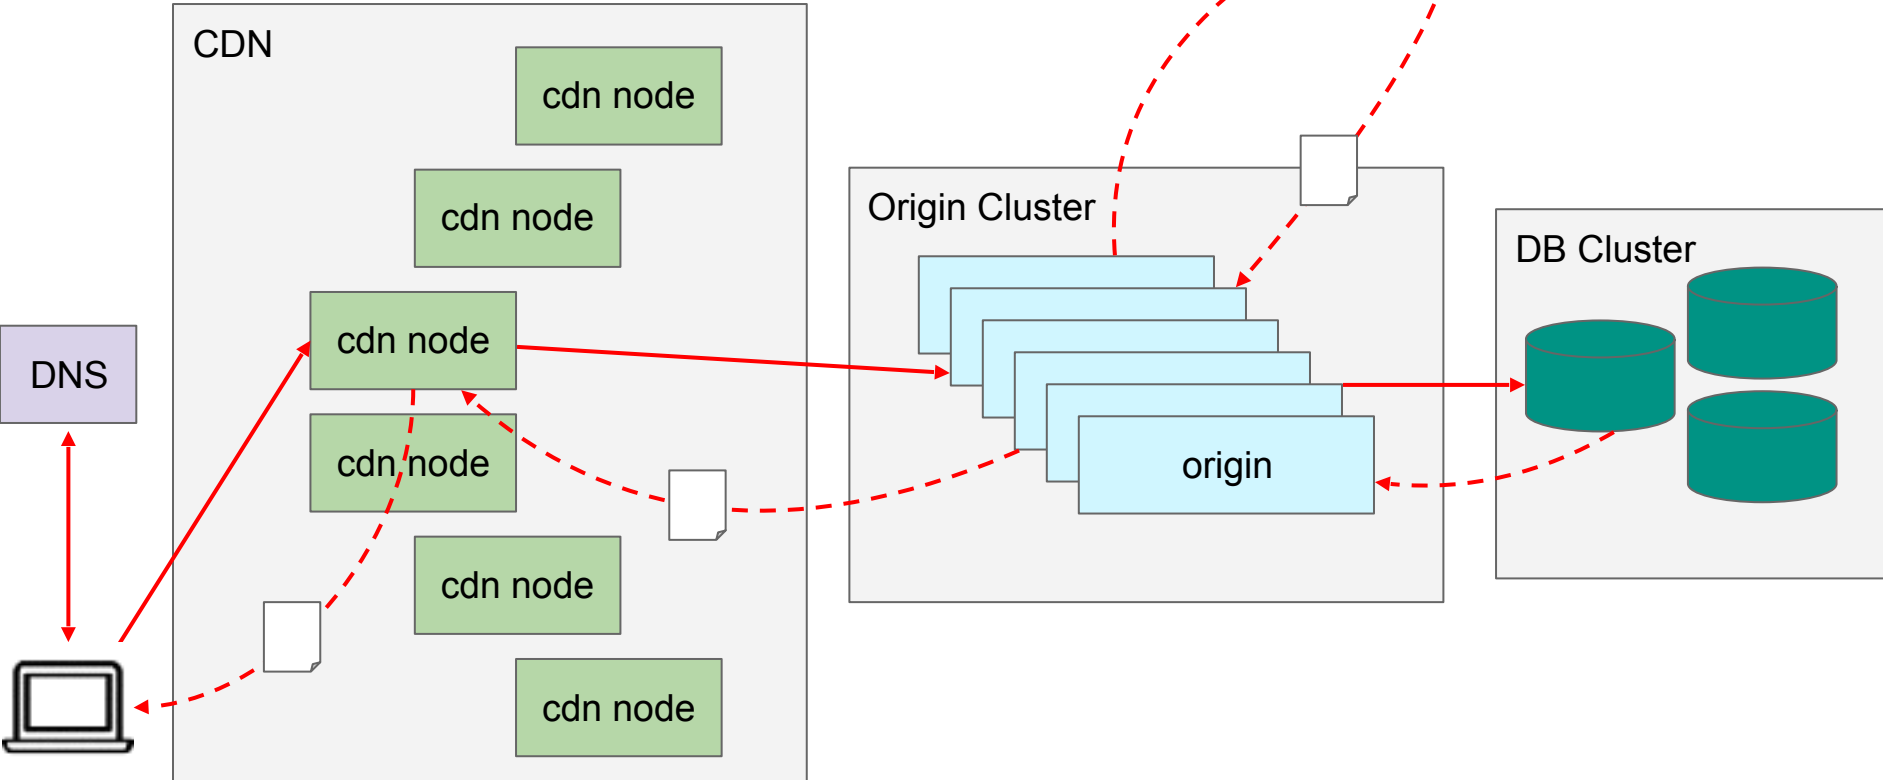 CDN
cdn node
cdn node
cdn node
cdn node
cdn node
cdn node
DNS
Origin Cluster
origin
DB Cluster